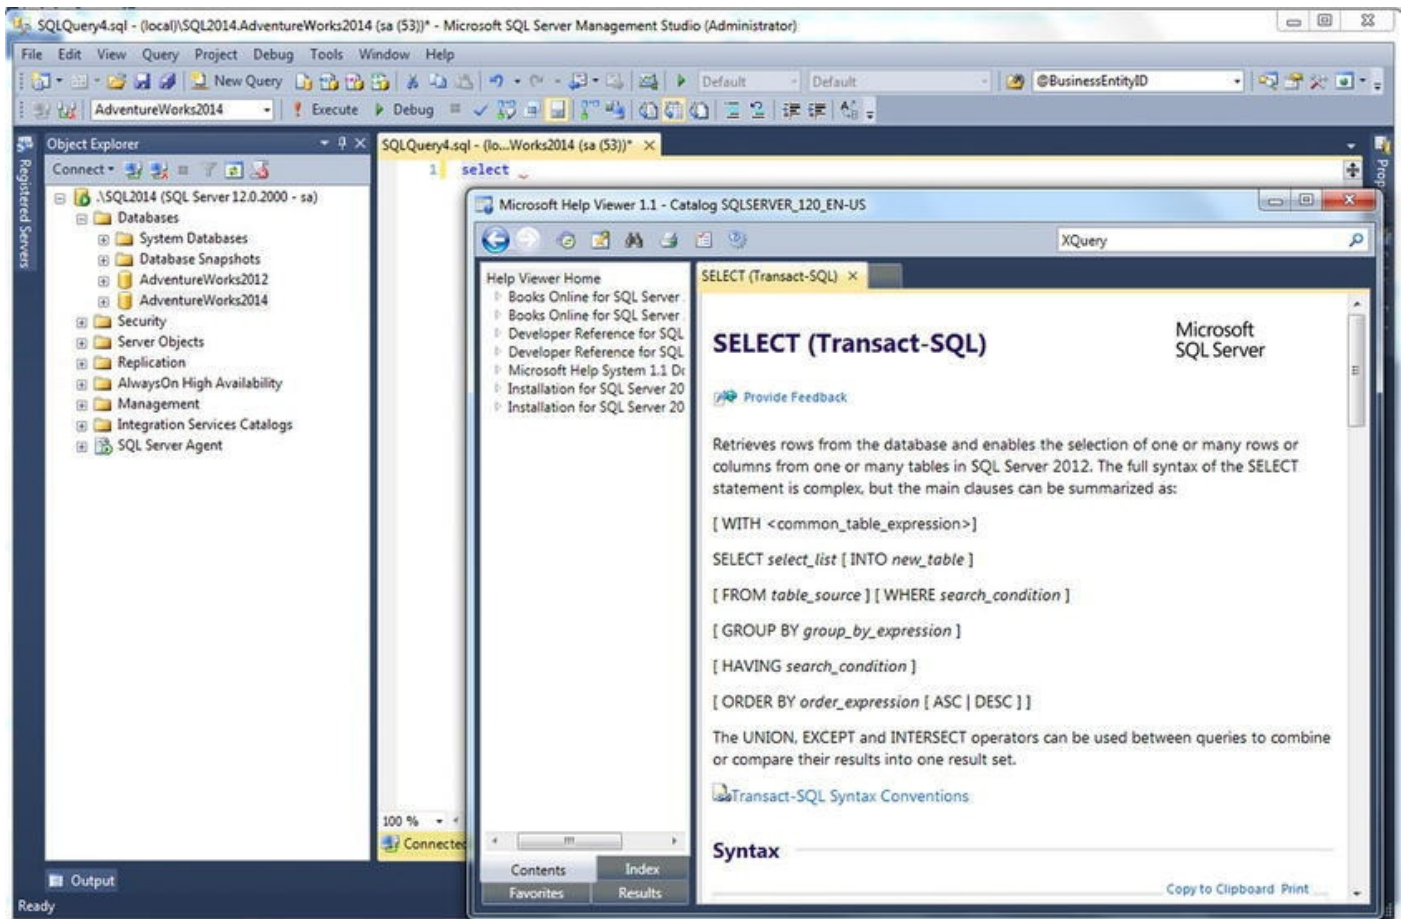 SQLQuery4.sql - (local)\SQL2014.AdventureWorks2014 (sa (53))* - Microsoft SQL Server Management Studio (Administrator)
File Edit View Query Project Debug Tools Window Help
New Query Default Default @BusinessEntityID
AdventureWorks2014 Execute Debug
Registered Servers
Object Explorer
Connect
.\SQL2014 (SQL Server 12.0.2000 - sa)
Databases
System Databases
Database Snapshots
AdventureWorks2012
AdventureWorks2014
Security
Server Objects
Replication
AlwaysOn High Availability
Management
Integration Services Catalogs
SQL Server Agent
SQLQuery4.sql - (lo...Works2014 (sa (53))*
1 select
Prop
Microsoft Help Viewer 1.1 - Catalog SQLSERVER_120_EN-US
XQuery
Help Viewer Home
Books Online for SQL Server
Books Online for SQL Server
Developer Reference for SQL
Developer Reference for SQL
Microsoft Help System 1.1 Dc
Installation for SQL Server 20
Installation for SQL Server 20
Contents Index
Favorites Results
SELECT (Transact-SQL)
SELECT (Transact-SQL)
Microsoft
SQL Server
Provide Feedback
Retrieves rows from the database and enables the selection of one or many rows or
columns from one or many tables in SQL Server 2012. The full syntax of the SELECT
statement is complex, but the main clauses can be summarized as:
[ WITH <common_table_expression>]
SELECT select_list [ INTO new_table ]
[ FROM table_source ] [ WHERE search_condition ]
[ GROUP BY group_by_expression ]
[ HAVING search_condition ]
[ ORDER BY order_expression [ ASC | DESC ] ]
The UNION, EXCEPT and INTERSECT operators can be used between queries to combine
or compare their results into one result set.
Transact-SQL Syntax Conventions
Syntax
Copy to Clipboard Print
100 %
Connected
Output
Ready